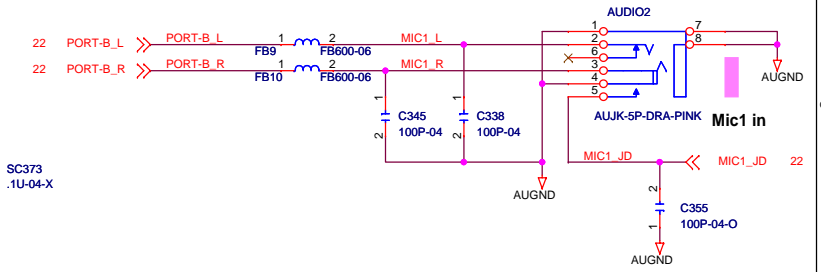 AUDIO2
22 PORT-B_L PORT-B_L 1 2 MIC1_L 1 7
FB9 FB600-06 2 8
6
22 PORT-B_R PORT-B_R 1 2 MIC1_R 3
FB10 FB600-06 4
5
AUGND
1 C345 1 C338 AUJK-5P-DRA-PINK Mic1 in
2 100P-04 2 100P-04
MIC1_JD MIC1_JD 22
SC373
.1U-04-X
AUGND
2 C355
1 100P-04-O
AUGND